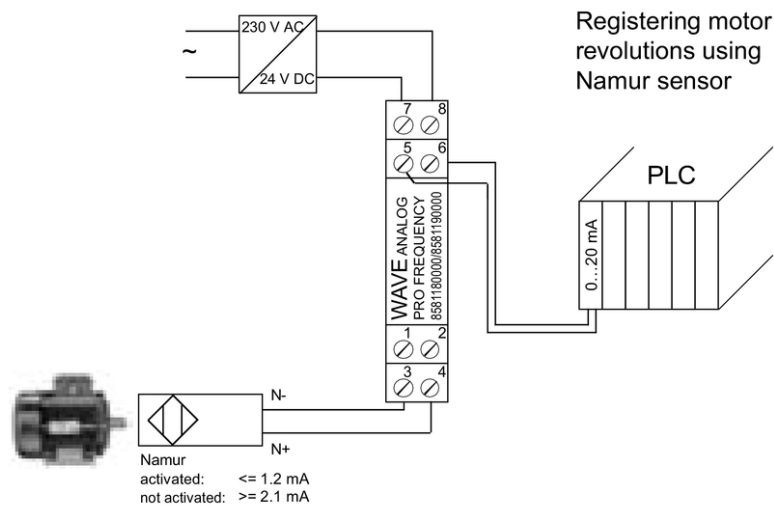 Registering motor
revolutions using
Namur sensor
230 V AC
~
24 V DC
7 8
5 6
PLC
0...20 mA
WAVE ANALOG
PRO FREQUENCY
8581180000/8581190000
1 2
3 4
N-
N+
Namur
activated: <= 1.2 mA
not activated: >= 2.1 mA